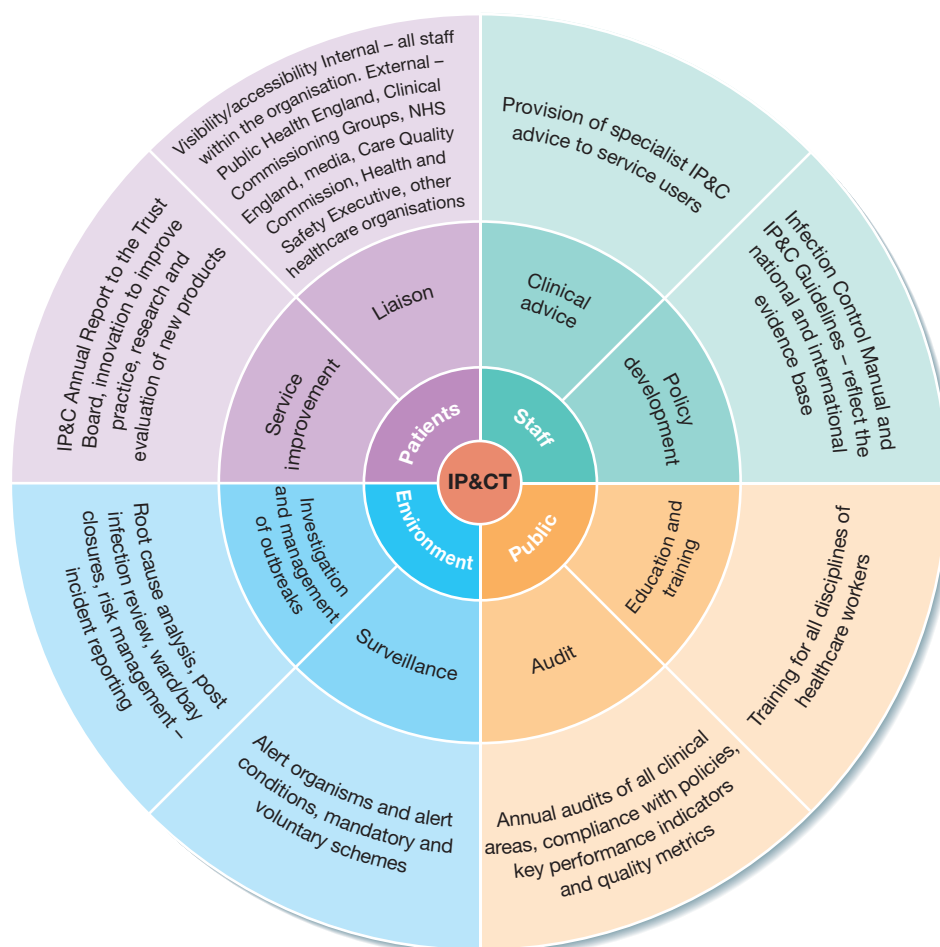 IP&CT
Patients
Staff
Public
Environment
Liaison
Visibility/accessibility Internal – all staff
within the organisation. External –
Public Health England, Clinical
Commissioning Groups, NHS
England, media, Care Quality
Commission, Health and
Safety Executive, other
healthcare organisations
Clinical
advice
Provision of specialist IP&C
advice to service users
Policy
development
Infection Control Manual and
IP&C Guidelines – reflect the
national and international
evidence base
Education and
training
Training for all disciplines of
healthcare workers
Audit
Annual audits of all clinical
areas, compliance with policies,
key performance indicators
and quality metrics
Surveillance
Alert organisms and alert
conditions, mandatory and
voluntary schemes
Investigation
and management
of outbreaks
Root cause analysis, post
infection review, ward/bay
closures, risk management –
incident reporting
Service
improvement
IP&C Annual Report to the Trust
Board, innovation to improve
practice, research and
evaluation of new products